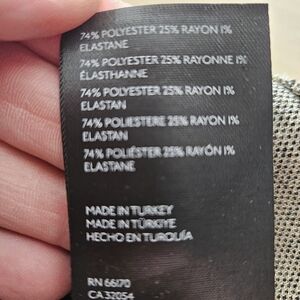 74% POLYESTER 25% RAYON 1%
ELASTANE
74% POLYESTER 25% RAYONNE 1%
ÉLASTHANNE
74% POLYESTER 25% RAYON 1%
ELASTAN
74% POLIESTERE 25% RAYON 1%
ELASTAN
74% POLIÉSTER 25% RAYÓN 1%
ELASTANE
MADE IN TURKEY
MADE IN TÜRKIYE
HECHO EN TURQUÍA
RN 66170
CA 32054